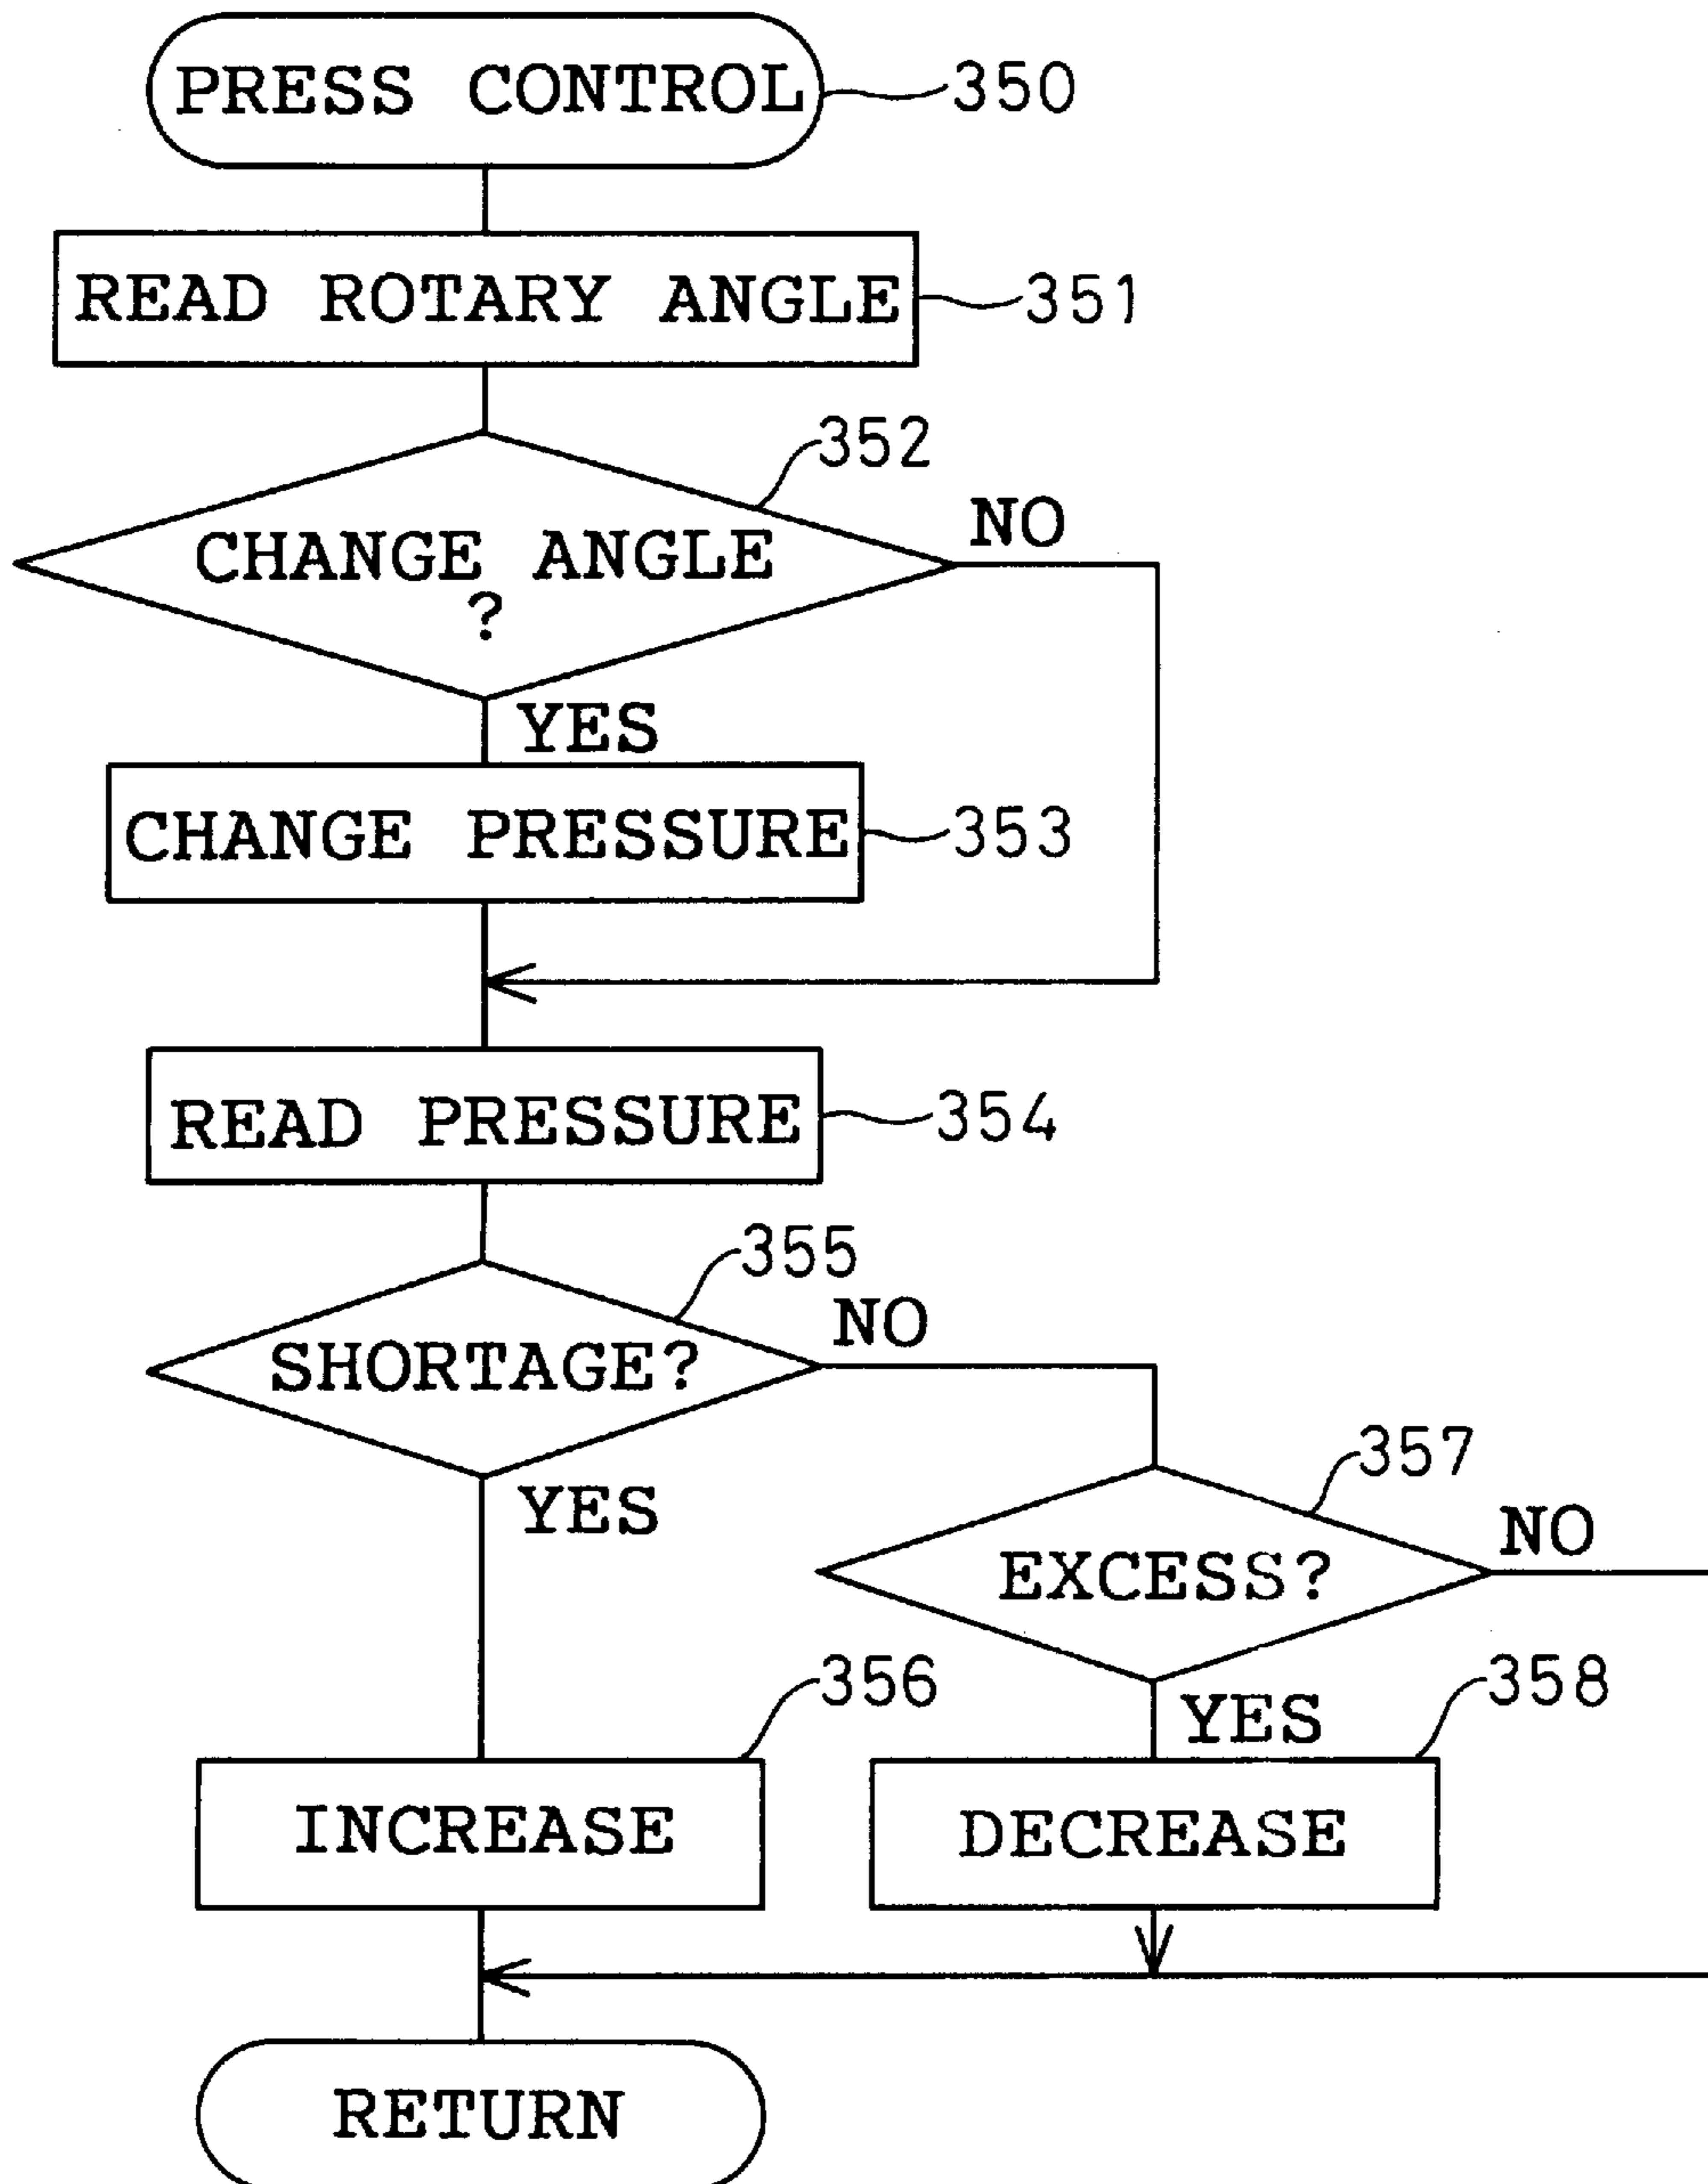 PRESS CONTROL
350
READ ROTARY ANGLE
351
352
CHANGE ANGLE
?
NO
YES
CHANGE PRESSURE
353
READ PRESSURE
354
355
SHORTAGE?
NO
YES
357
EXCESS?
NO
YES
356
INCREASE
358
DECREASE
RETURN